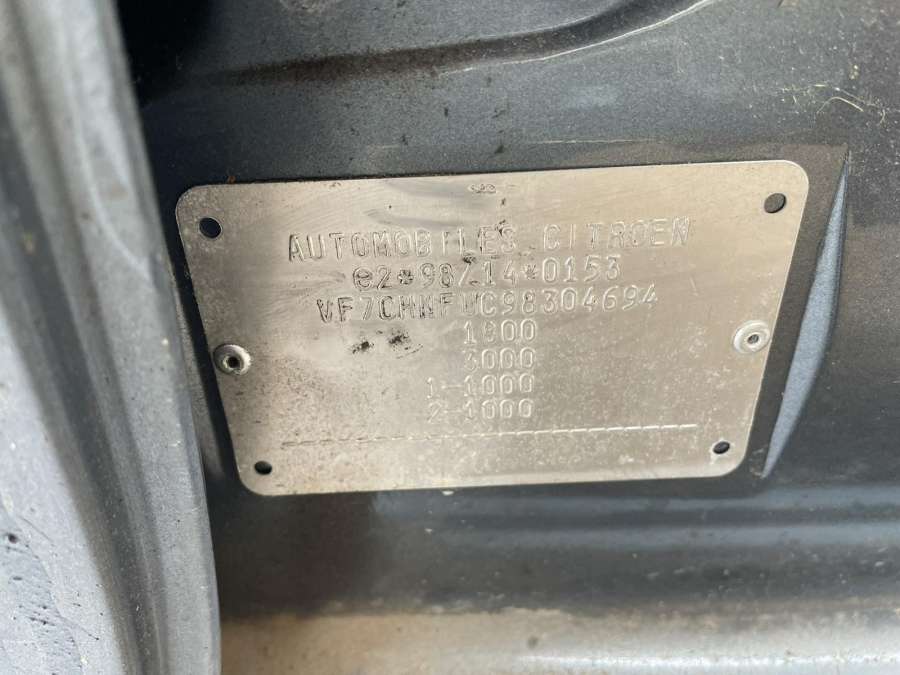 AUTOMOBILES CITROEN
e2*98/14*0153
VF7CHNFUC98304694
1800
3000
1-1000
2-1000